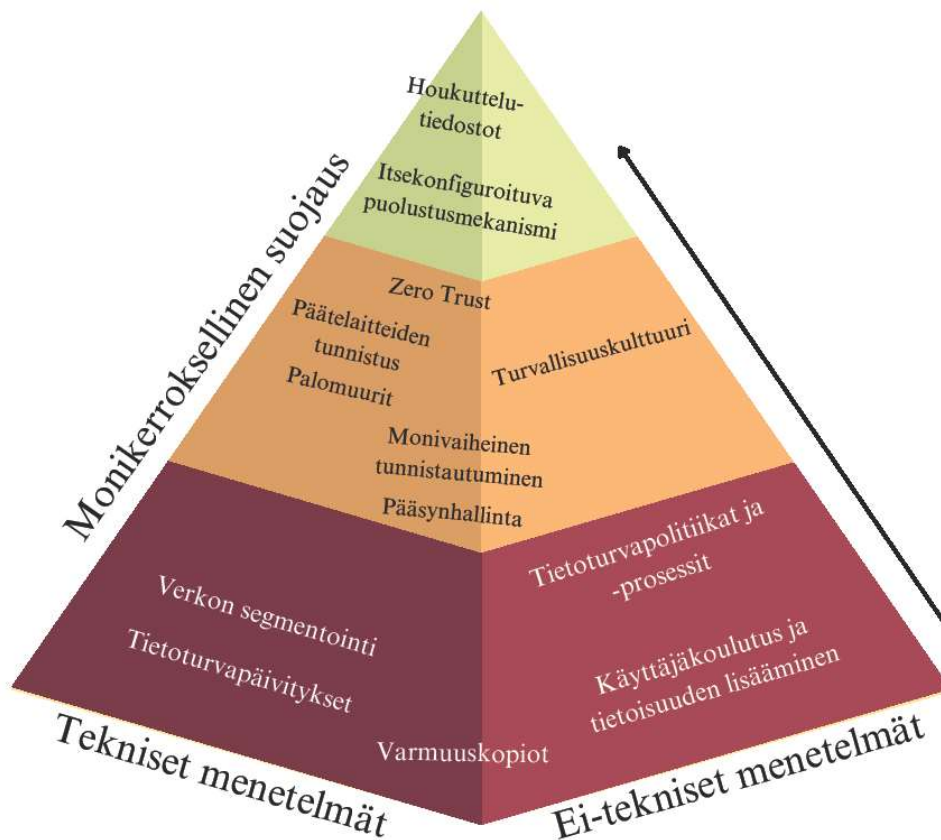 Houkuttelu-
tiedostot
Itsekonfiguroituva
puolustusmekanismi
Monikerroksellinen suojaus
Zero Trust
Päätelaitteiden
tunnistus
Palomuurit
Turvallisuuskulttuuri
Monivaiheinen
tunnistautuminen
Pääsynhallinta
Tietoturvapolitiikat ja
-prosessit
Verkon segmentointi
Tietoturvapäivitykset
Käyttäjäkoulutus ja
tietoisuuden lisääminen
Varmuuskopiot
Tekniset menetelmät
Ei-tekniset menetelmät